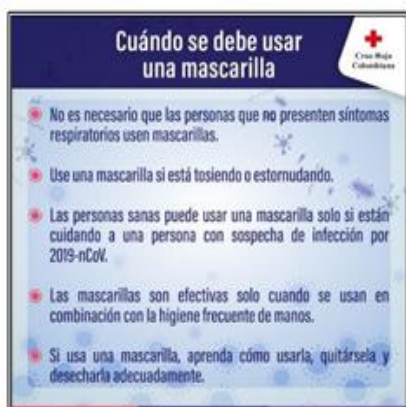 Cuándo se debe usar
una mascarilla
Cruz Roja
Colombiana
No es necesario que las personas que no presenten síntomas
respiratorios usen mascarillas.
Use una mascarilla si está tosiendo o estornudando.
Las personas sanas puede usar una mascarilla solo si están
cuidando a una persona con sospecha de infección por
2019-nCoV.
Las mascarillas son efectivas solo cuando se usan en
combinación con la higiene frecuente de manos.
Si usa una mascarilla, aprenda cómo usarla, quitársela y
desecharla adecuadamente.